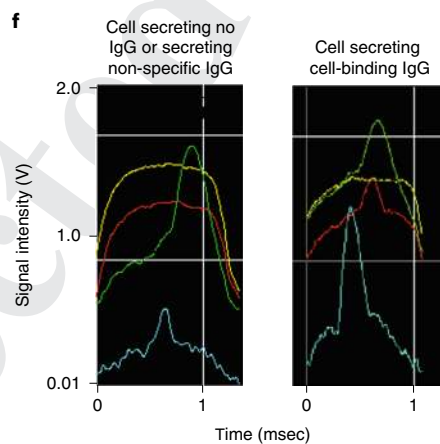 f
Cell secreting no
IgG or secreting
non-specific IgG
Cell secreting
cell-binding IgG
2.0
1.0
0.01
Signal intensity (V)
0
1
0
1
Time (msec)